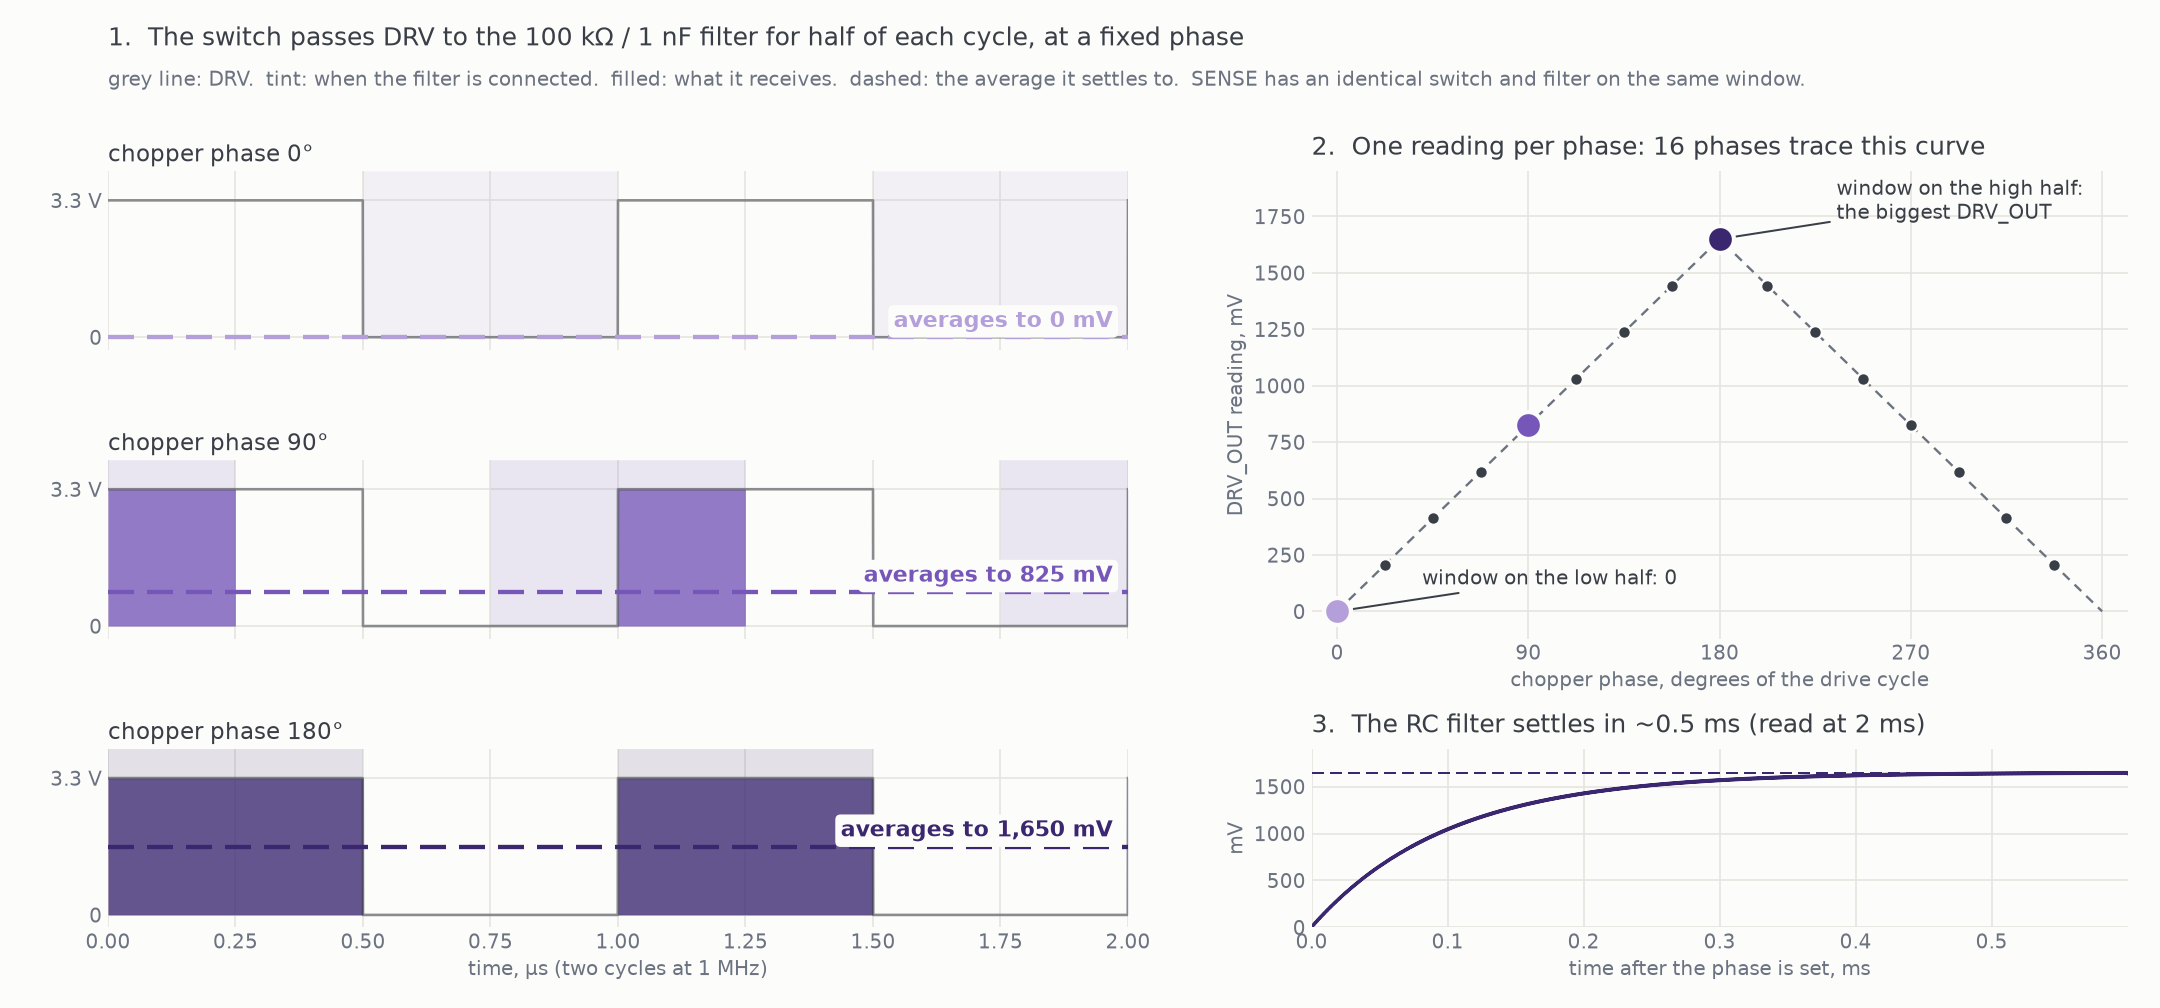 1.  The switch passes DRV to the 100 kΩ / 1 nF filter for half of each cycle, at a fixed phase
grey line: DRV.  tint: when the filter is connected.  filled: what it receives.  dashed: the average it settles to.  SENSE has an identical switch and filter on the same window.
chopper phase 0°
3.3 V
0
averages to 0 mV
chopper phase 90°
3.3 V
0
averages to 825 mV
chopper phase 180°
3.3 V
0
averages to 1,650 mV
0.00 0.25 0.50 0.75 1.00 1.25 1.50 1.75 2.00
time, µs (two cycles at 1 MHz)
2.  One reading per phase: 16 phases trace this curve
window on the high half:
the biggest DRV_OUT
1750
1500
1250
1000
750
500
250
0
DRV_OUT reading, mV
window on the low half: 0
0 90 180 270 360
chopper phase, degrees of the drive cycle
3.  The RC filter settles in ~0.5 ms (read at 2 ms)
1500
1000
500
0
mV
0.0 0.1 0.2 0.3 0.4 0.5
time after the phase is set, ms